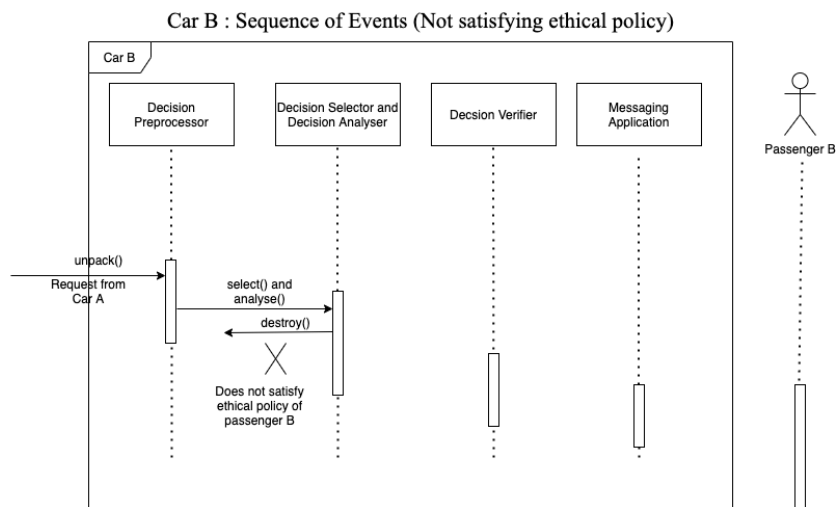 Car B : Sequence of Events (Not satisfying ethical policy)
Car B
Decision
Preprocessor
Decision Selector and
Decision Analyser
Decsion Verifier
Messaging
Application
Passenger B
unpack()
Request from
Car A
select() and
analyse()
destroy()
Does not satisfy
ethical policy of
passenger B